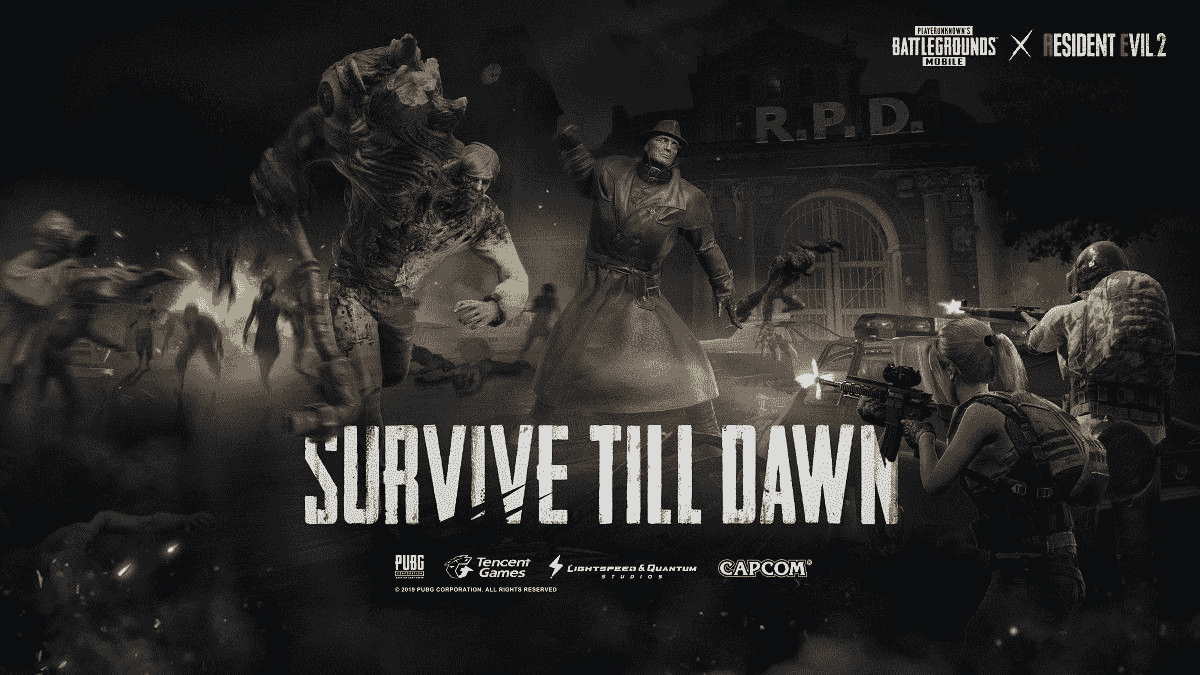 PLAYERUNKNOWN'S
BATTLEGROUNDS
MOBILE
X
RESIDENT EVIL 2
R.P.D.
SURVIVE TILL DAWN
PUBG
Tencent
Games
LIGHTSPEED & QUANTUM
STUDIOS
CAPCOM®
© 2019 PUBG CORPORATION. ALL RIGHTS RESERVED